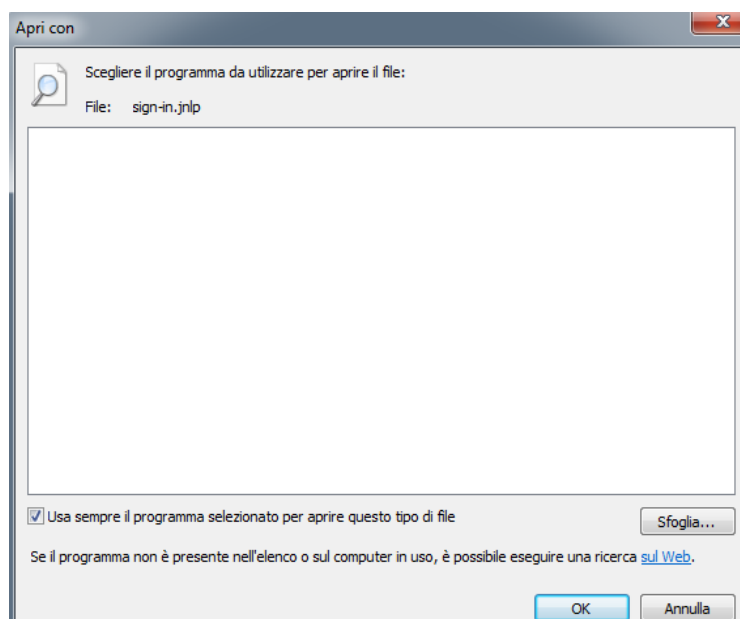 Apri con
Scegliere il programma da utilizzare per aprire il file:
File: sign-in.jnlp
Usa sempre il programma selezionato per aprire questo tipo di file
Sfoglia...
Se il programma non è presente nell'elenco o sul computer in uso, è possibile eseguire una ricerca sul Web.
OK Annulla